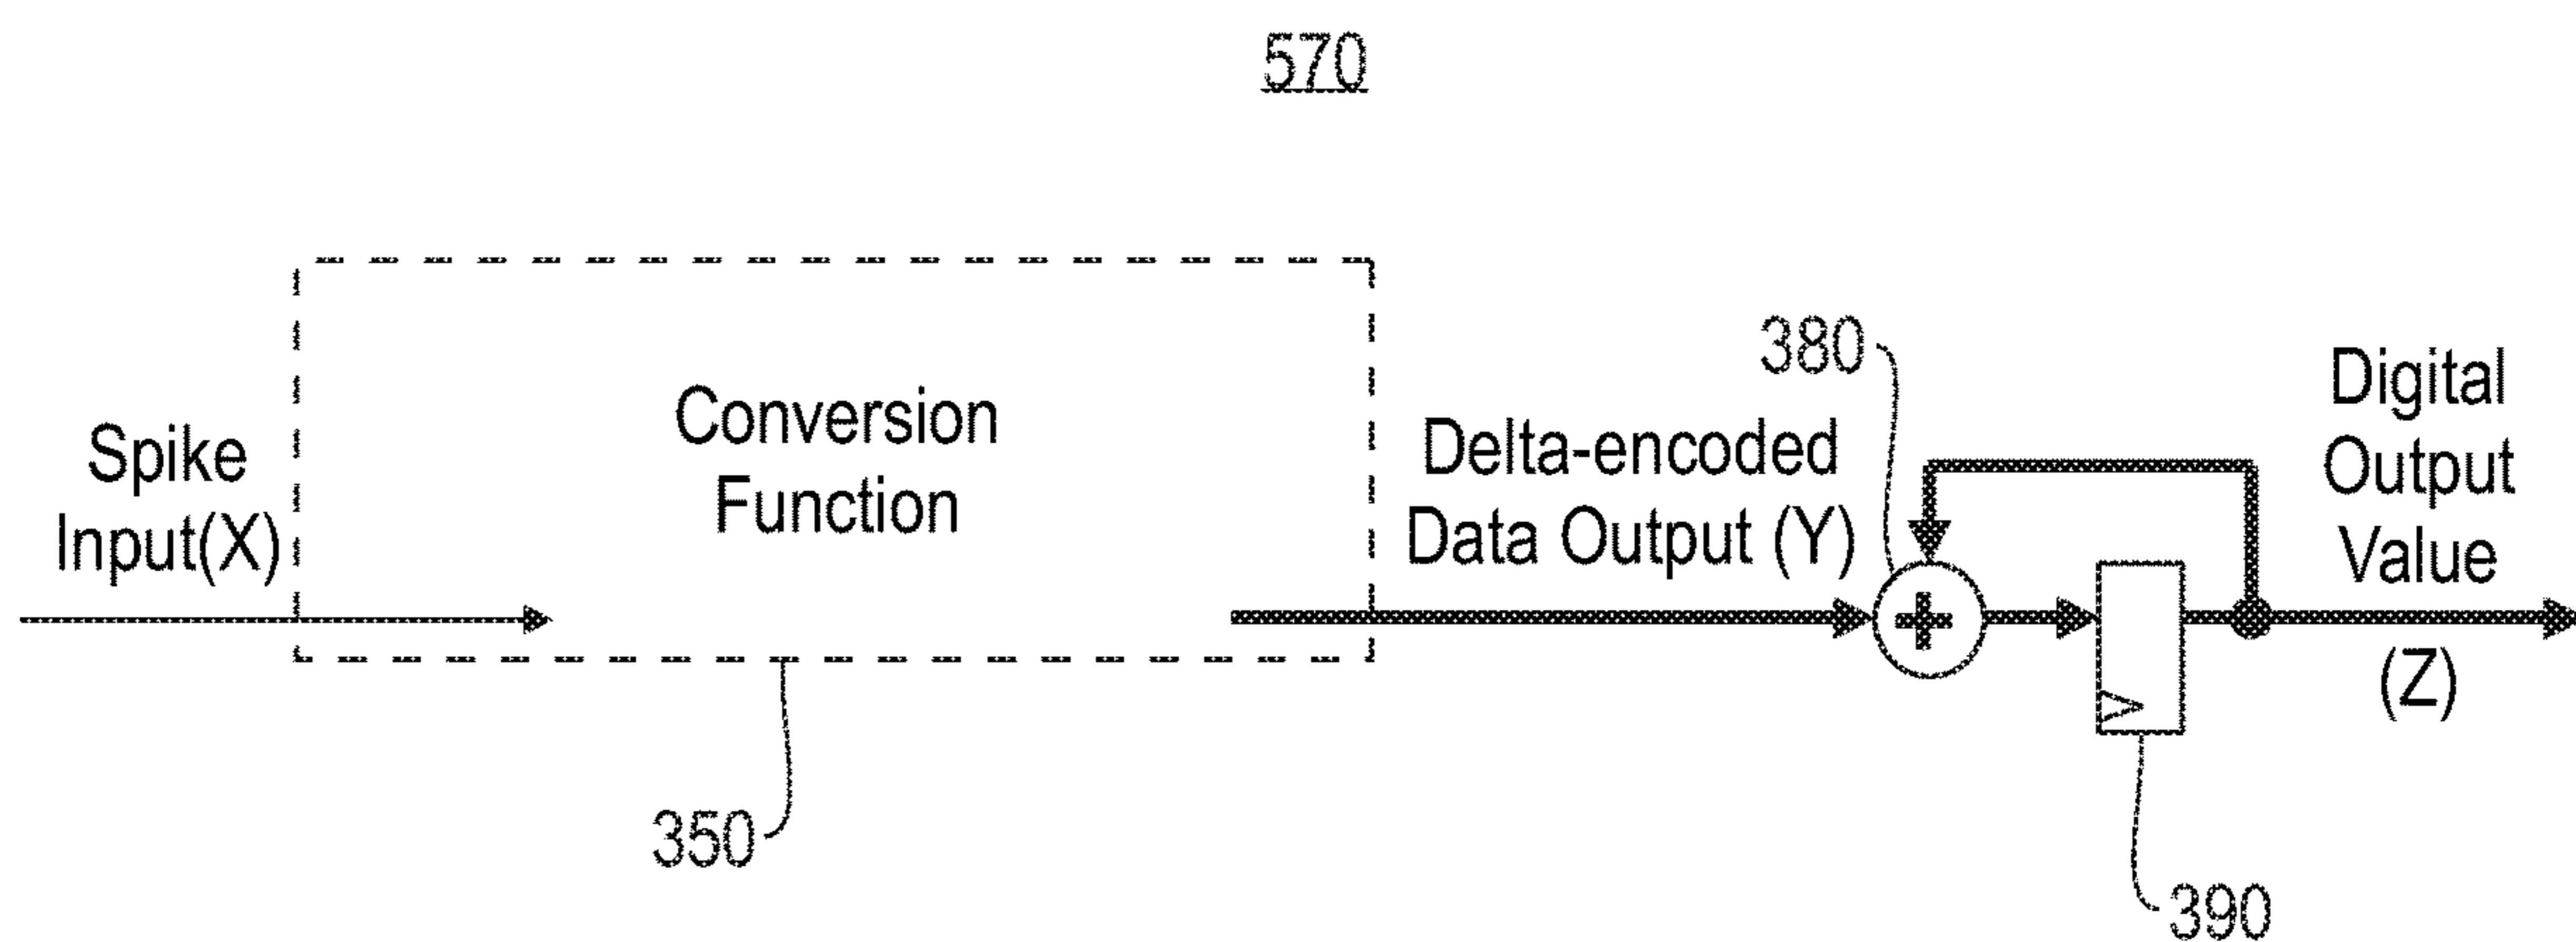 570
Spike
Input(X)
Conversion
Function
350
Delta-encoded
Data Output (Y)
380
+
390
Digital
Output
Value
(Z)